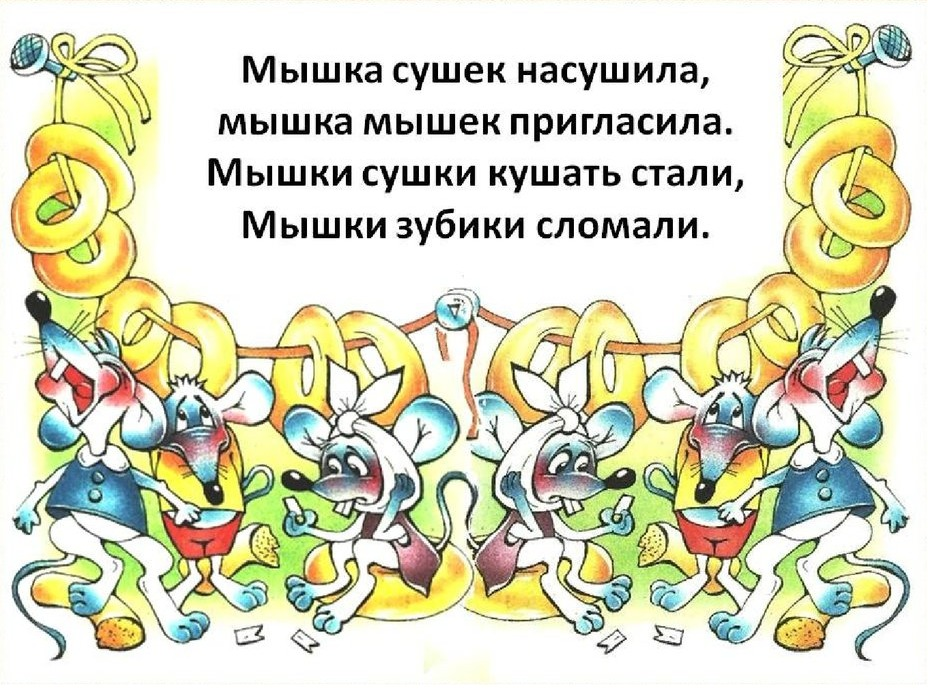 Мышка сушек насушила,
мышка мышек пригласила.
Мышки сушки кушать стали,
Мышки зубики сломали.